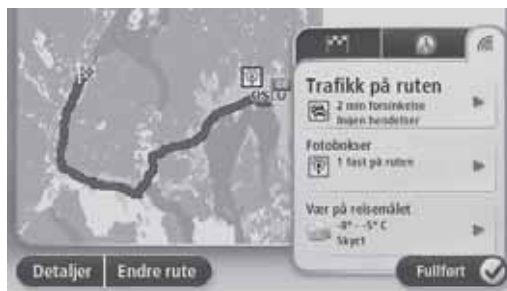 Trafikk på ruten
2 min forsinkelse
Ingen hendelser
Fotobokser
1 fast på ruten
Vær på reisemålet
-8° - -5° C
Skyet
Detaljer
Endre rute
Fullført